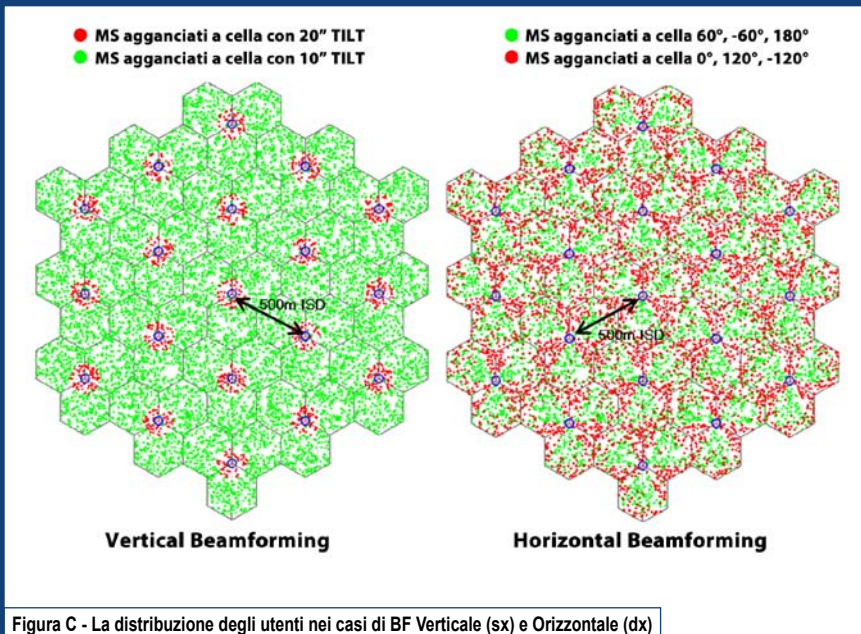 MS agganciati a cella con 20” TILT
MS agganciati a cella con 10” TILT
MS agganciati a cella 60°, -60°, 180°
MS agganciati a cella 0°, 120°, -120°
500m ISD
500m ISD
Vertical Beamforming
Horizontal Beamforming
Figura C - La distribuzione degli utenti nei casi di BF Verticale (sx) e Orizzontale (dx)